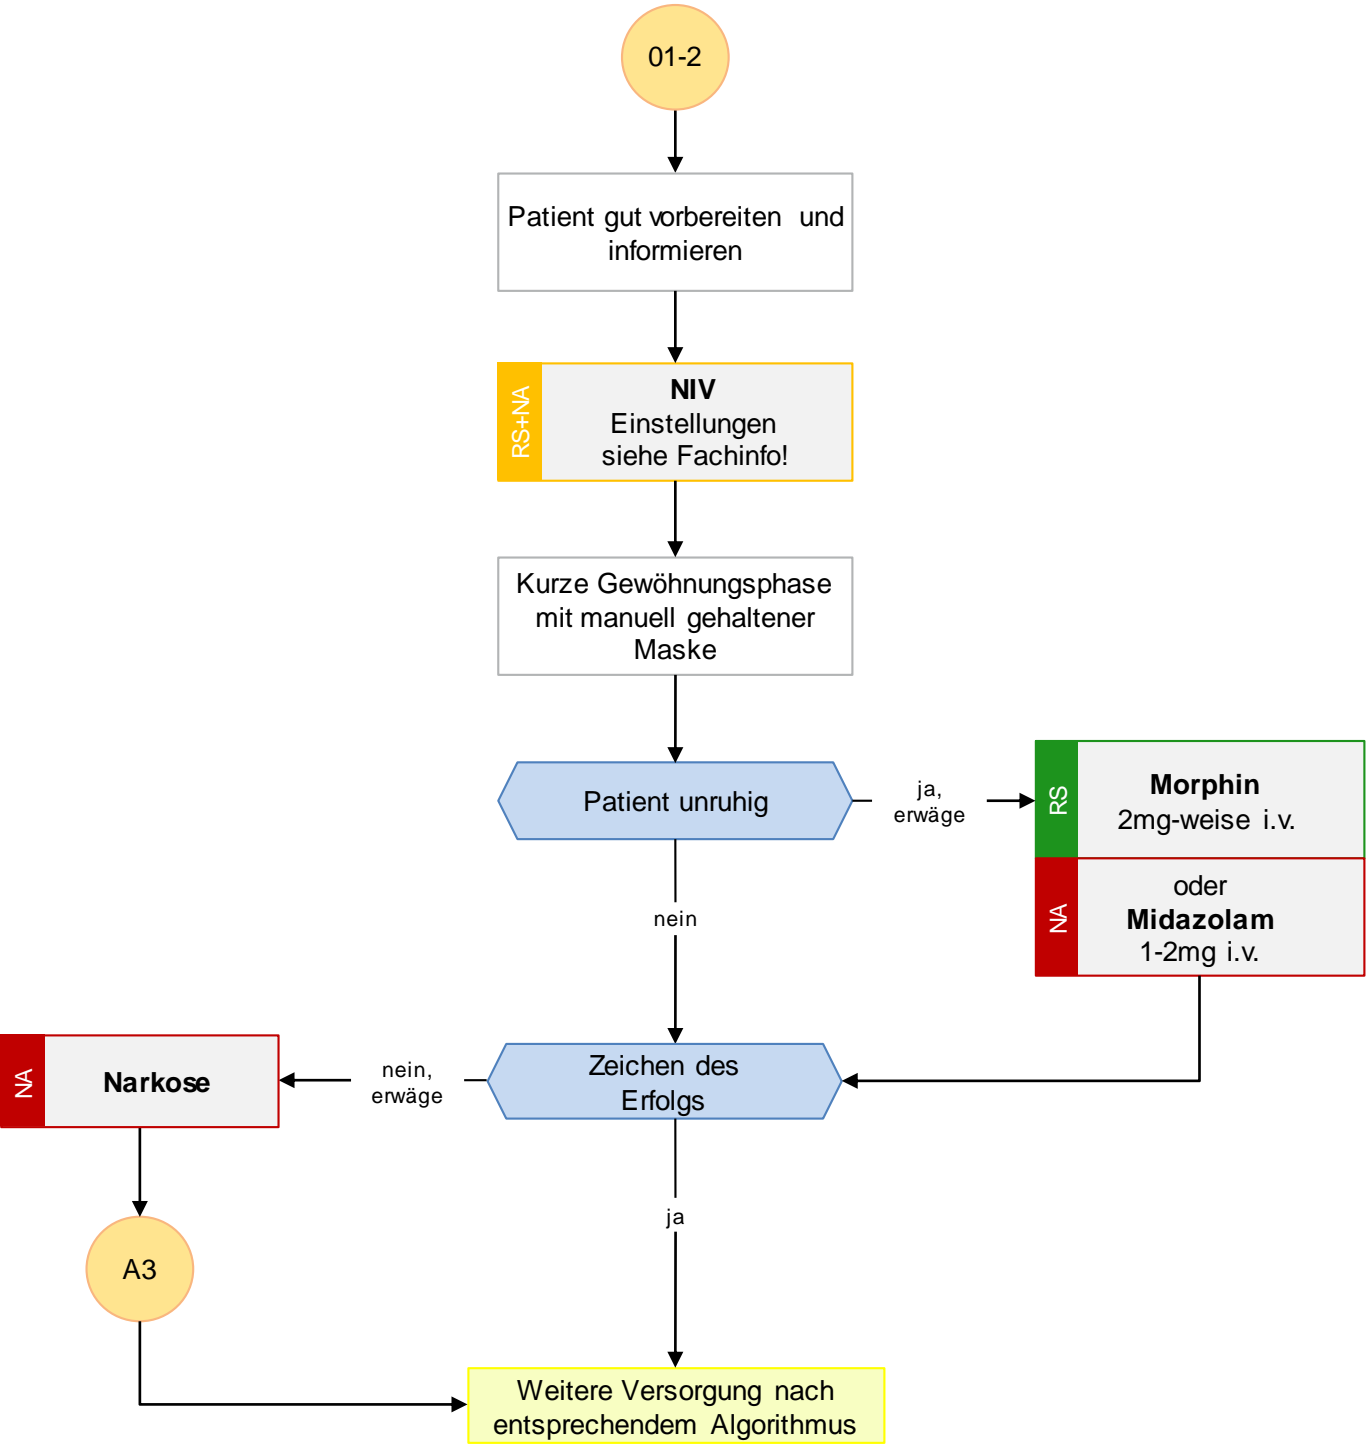 01-2
Patient gut vorbereiten und
informieren
RS+NA
NIV
Einstellungen
siehe Fachinfo!
Kurze Gewöhnungsphase
mit manuell gehaltener
Maske
Patient unruhig
ja,
erwäge
RS
Morphin
2mg-weise i.v.
NA
oder
Midazolam
1-2mg i.v.
nein
Zeichen des
Erfolgs
nein,
erwäge
NA
Narkose
ja
A3
Weitere Versorgung nach
entsprechendem Algorithmus